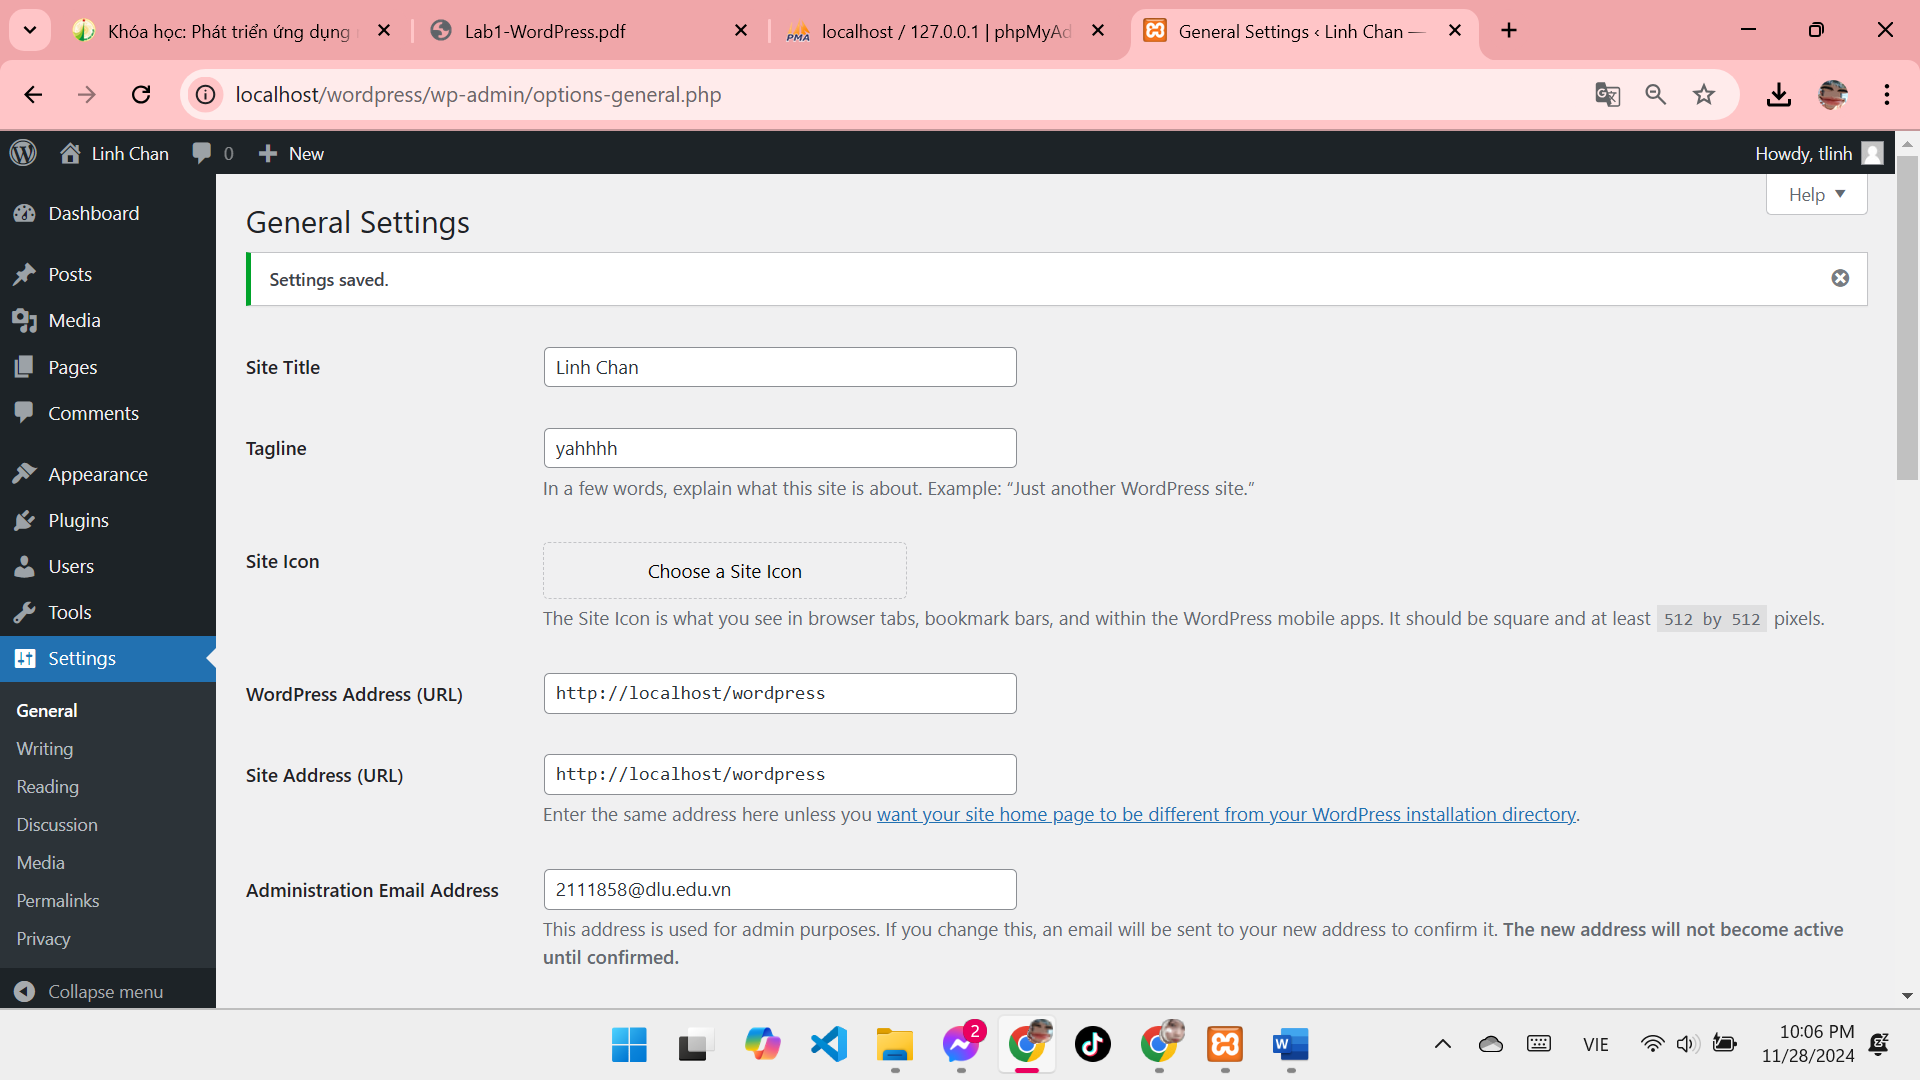 Khóa học: Phát triển ứng dụng
Lab1-WordPress.pdf
localhost / 127.0.0.1 | phpMyAd
General Settings ‹ Linh Chan —
localhost/wordpress/wp-admin/options-general.php
Linh Chan
0
New
Howdy, tlinh
Help
Dashboard
Posts
Media
Pages
Comments
Appearance
Plugins
Users
Tools
Settings
General
Writing
Reading
Discussion
Media
Permalinks
Privacy
Collapse menu
General Settings
Settings saved.
Site Title
Linh Chan
Tagline
yahhhh
In a few words, explain what this site is about. Example: “Just another WordPress site.”
Site Icon
Choose a Site Icon
The Site Icon is what you see in browser tabs, bookmark bars, and within the WordPress mobile apps. It should be square and at least 512 by 512 pixels.
WordPress Address (URL)
http://localhost/wordpress
Site Address (URL)
http://localhost/wordpress
Enter the same address here unless you want your site home page to be different from your WordPress installation directory.
Administration Email Address
2111858@dlu.edu.vn
This address is used for admin purposes. If you change this, an email will be sent to your new address to confirm it. The new address will not become active
until confirmed.
2
VIE
10:06 PM
11/28/2024